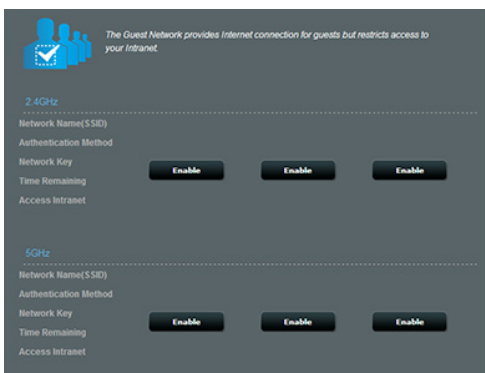 The Guest Network provides Internet connection for guests but restricts access to
your Intranet.
2.4GHz
Network Name(SSID)
Authentication Method
Network Key
Enable Enable Enable
Time Remaining
Access Intranet
5GHz
Network Name(SSID)
Authentication Method
Network Key
Enable Enable Enable
Time Remaining
Access Intranet